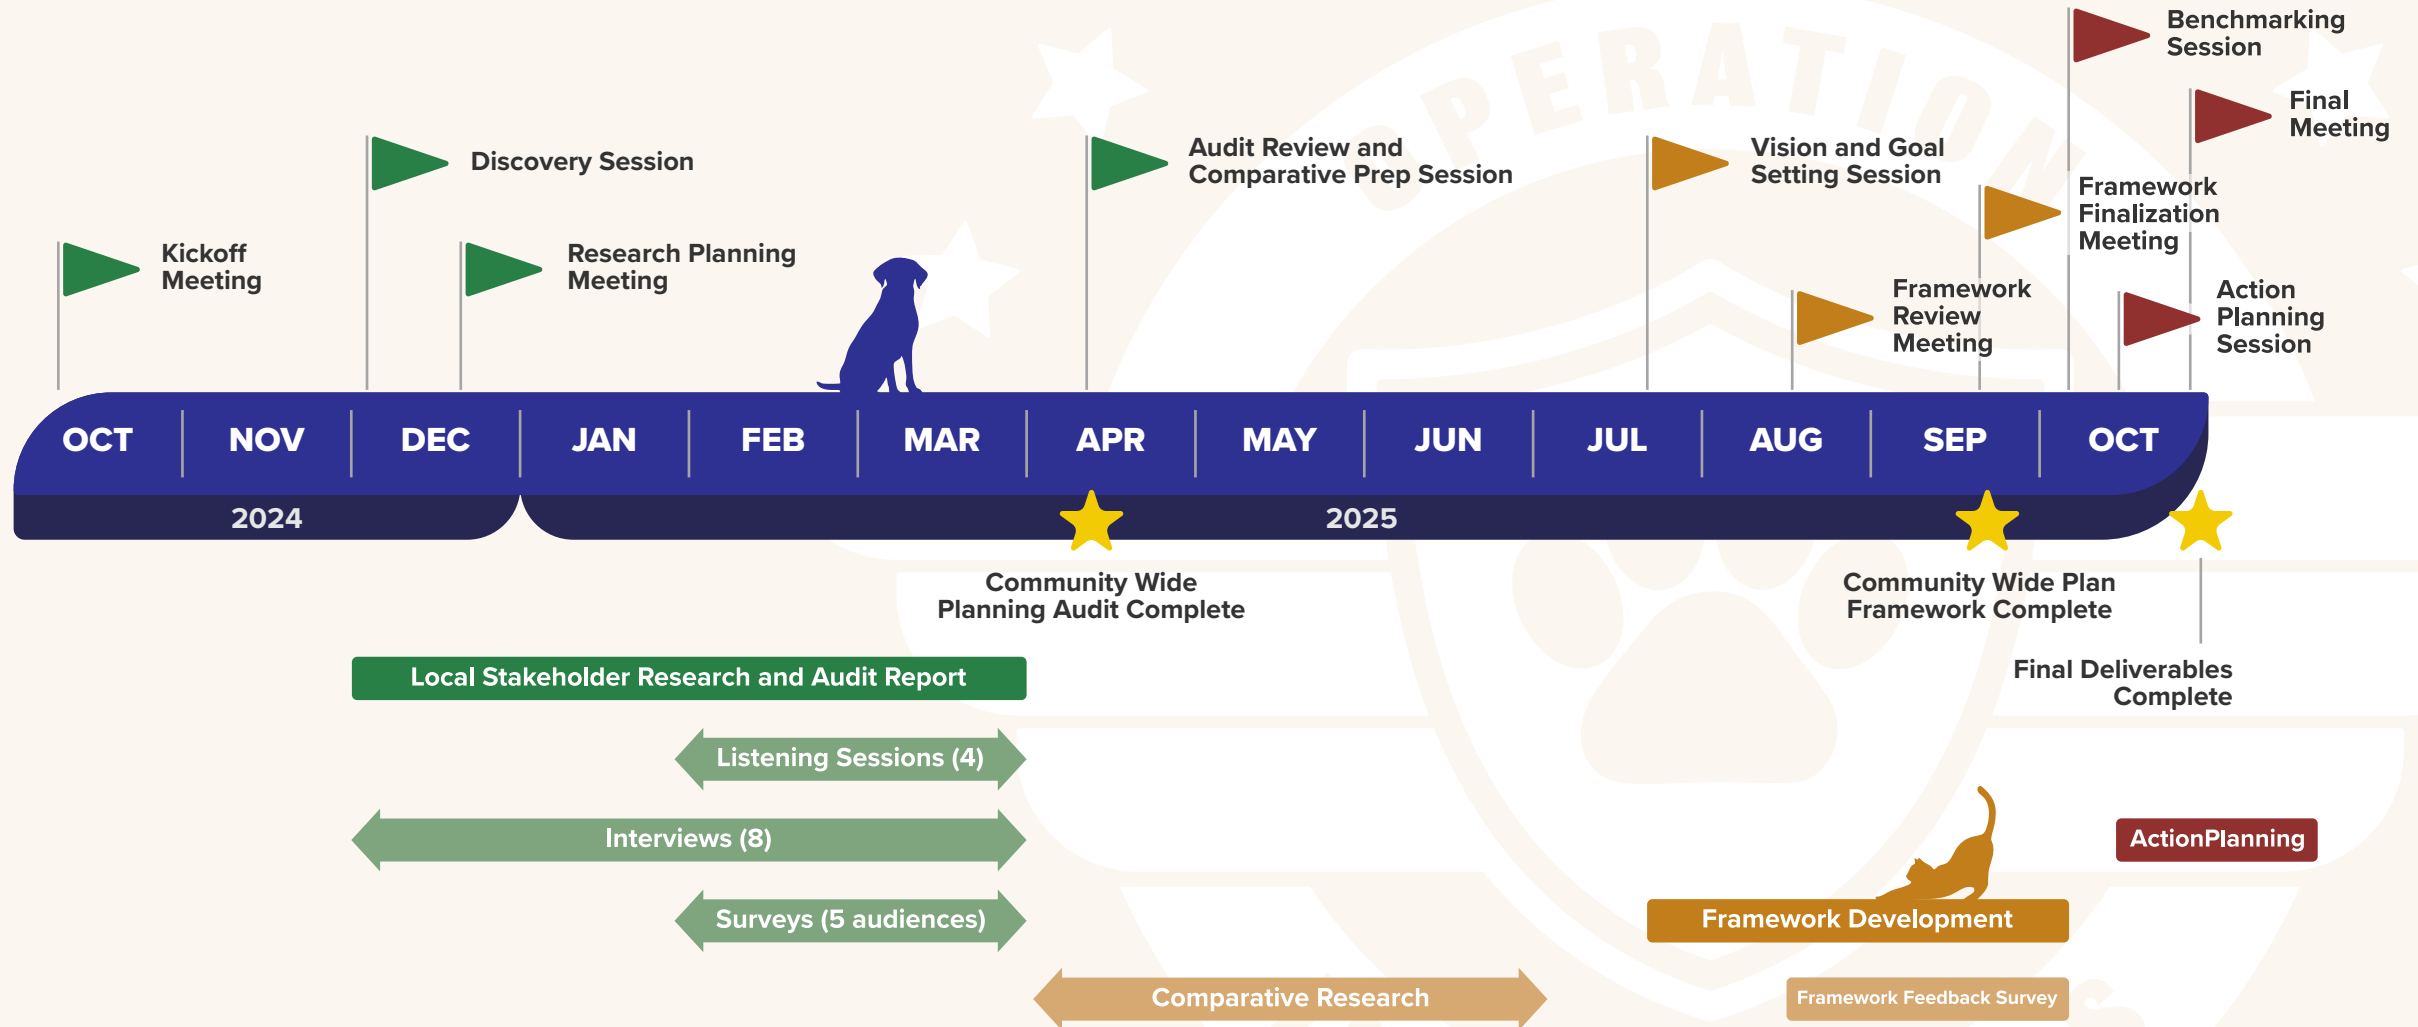 OPERATION
Benchmarking
Session
Final
Meeting
Discovery Session
Audit Review and
Comparative Prep Session
Vision and Goal
Setting Session
Framework
Finalization
Meeting
Kickoff
Meeting
Research Planning
Meeting
Framework
Review
Meeting
Action
Planning
Session
OCT
NOV
DEC
JAN
FEB
MAR
APR
MAY
JUN
JUL
AUG
SEP
OCT
2024
2025
Community Wide
Planning Audit Complete
Community Wide Plan
Framework Complete
Final Deliverables
Complete
Local Stakeholder Research and Audit Report
Listening Sessions (4)
Interviews (8)
ActionPlanning
Surveys (5 audiences)
Framework Development
Comparative Research
Framework Feedback Survey